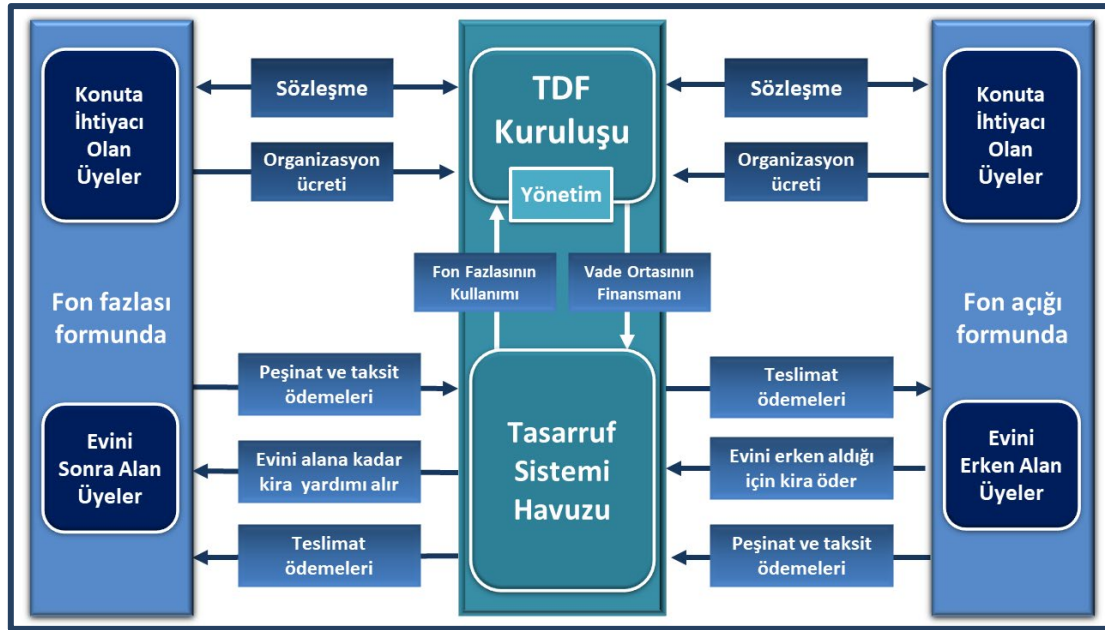 Konuta
İhtiyacı
Olan
Üyeler
Fon fazlası
formunda
Evini
Sonra Alan
Üyeler
Sözleşme
Organizasyon
ücreti
Peşinat ve taksit
ödemeleri
Evini alana kadar
kira yardımı alır
Teslimat
ödemeleri
TDF
Kuruluşu
Yönetim
Fon Fazlasının
Kullanımı
Vade Ortasının
Finansmanı
Tasarruf
Sistemi
Havuzu
Sözleşme
Organizasyon
ücreti
Teslimat
ödemeleri
Evini erken aldığı
için kira öder
Peşinat ve taksit
ödemeleri
Konuta
İhtiyacı
Olan
Üyeler
Fon açığı
formunda
Evini
Erken Alan
Üyeler